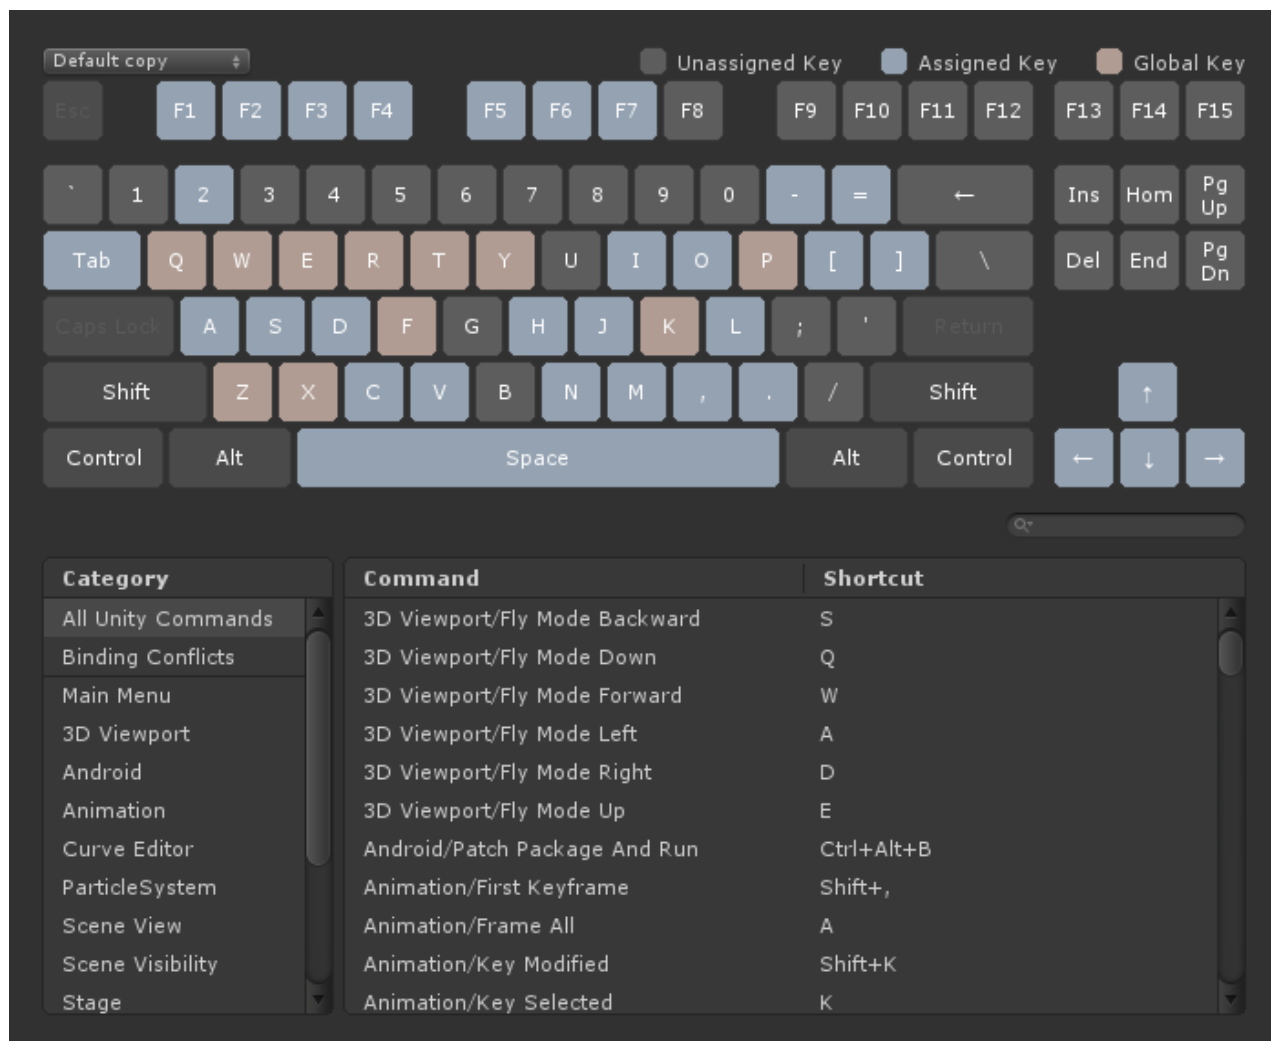 Default copy Unassigned Key Assigned Key Global Key
Esc F1 F2 F3 F4 F5 F6 F7 F8 F9 F10 F11 F12 F13 F14 F15
` 1 2 3 4 5 6 7 8 9 0 - = ← Ins Hom Pg Up
Tab Q W E R T Y U I O P [ ] \ Del End Pg Dn
Caps Lock A S D F G H J K L ; ' Return
Shift Z X C V B N M , . / Shift ↑
Control Alt Space Alt Control ← ↓ →
Category
All Unity Commands
Binding Conflicts
Main Menu
3D Viewport
Android
Animation
Curve Editor
ParticleSystem
Scene View
Scene Visibility
Stage
Command Shortcut
3D Viewport/Fly Mode Backward S
3D Viewport/Fly Mode Down Q
3D Viewport/Fly Mode Forward W
3D Viewport/Fly Mode Left A
3D Viewport/Fly Mode Right D
3D Viewport/Fly Mode Up E
Android/Patch Package And Run Ctrl+Alt+B
Animation/First Keyframe Shift+,
Animation/Frame All A
Animation/Key Modified Shift+K
Animation/Key Selected K